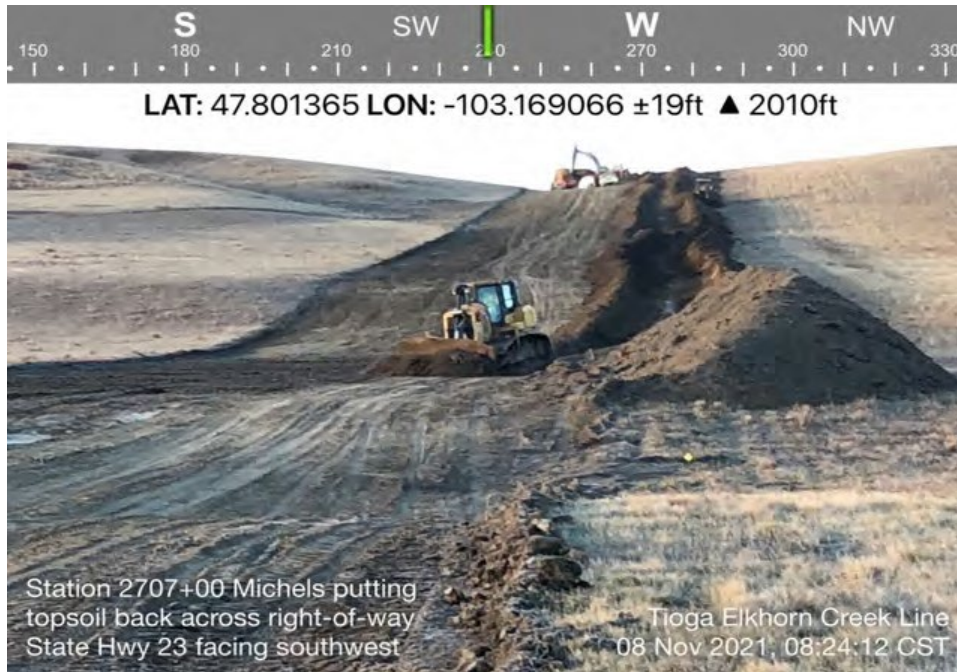 S SW W NW
150 180 210 240 270 300 330
LAT: 47.801365 LON: -103.169066 ±19ft ▲ 2010ft
Station 2707+00 Michels putting
topsoil back across right-of-way
State Hwy 23 facing southwest
Tioga Elkhorn Creek Line
08 Nov 2021, 08:24:12 CST